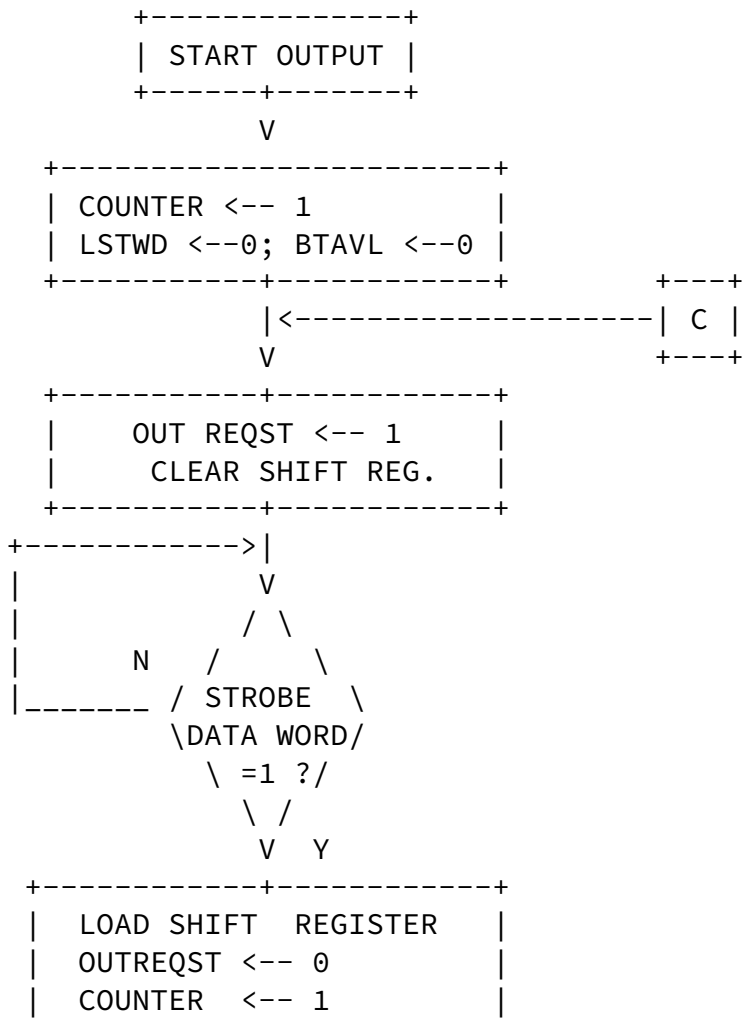 START OUTPUT
V
COUNTER <-- 1
LSTWD <--0; BTAVL <--0
C
V
OUT REQST <-- 1
CLEAR SHIFT REG.
V
N
STROBE
DATA WORD
=1 ?
V Y
LOAD SHIFT REGISTER
OUTREQST <-- 0
COUNTER <-- 1